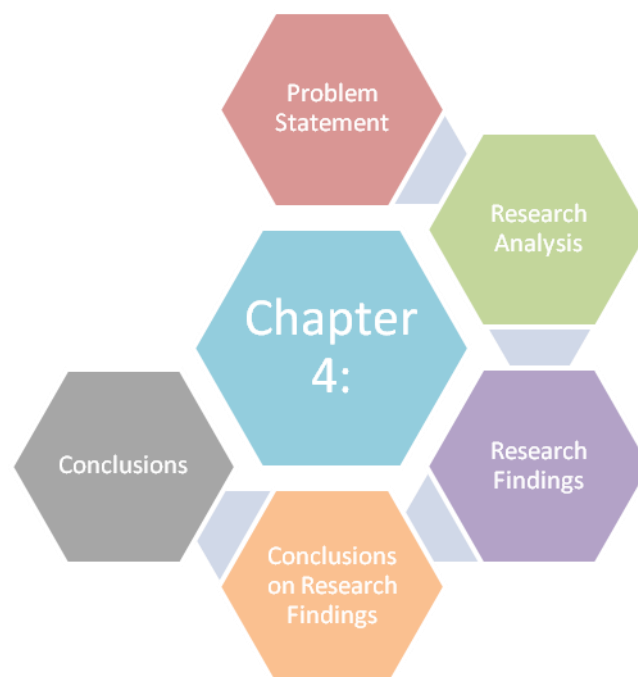 Problem
Statement
Research
Analysis
Chapter
4:
Research
Findings
Conclusions
on Research
Findings
Conclusions